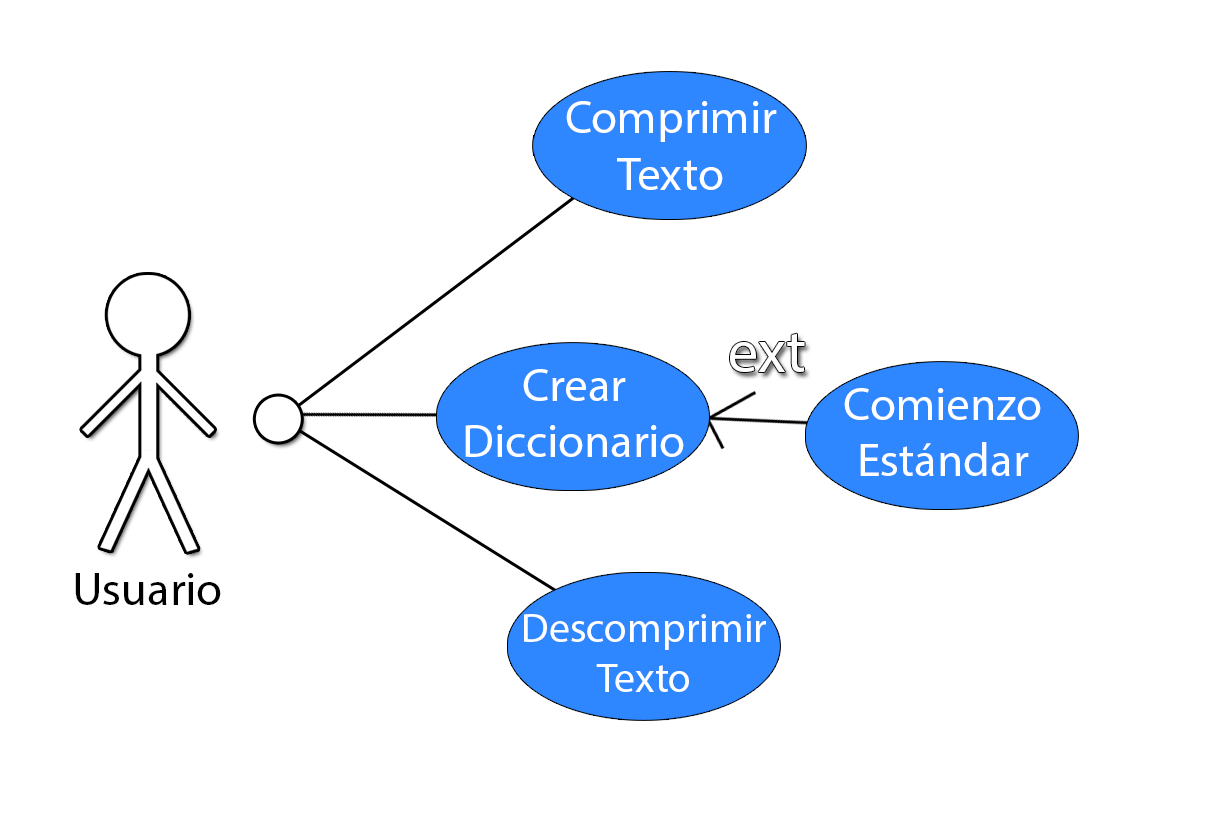 Comprimir
Texto
ext
Crear
Diccionario
Comienzo
Estándar
Usuario
Descomprimir
Texto